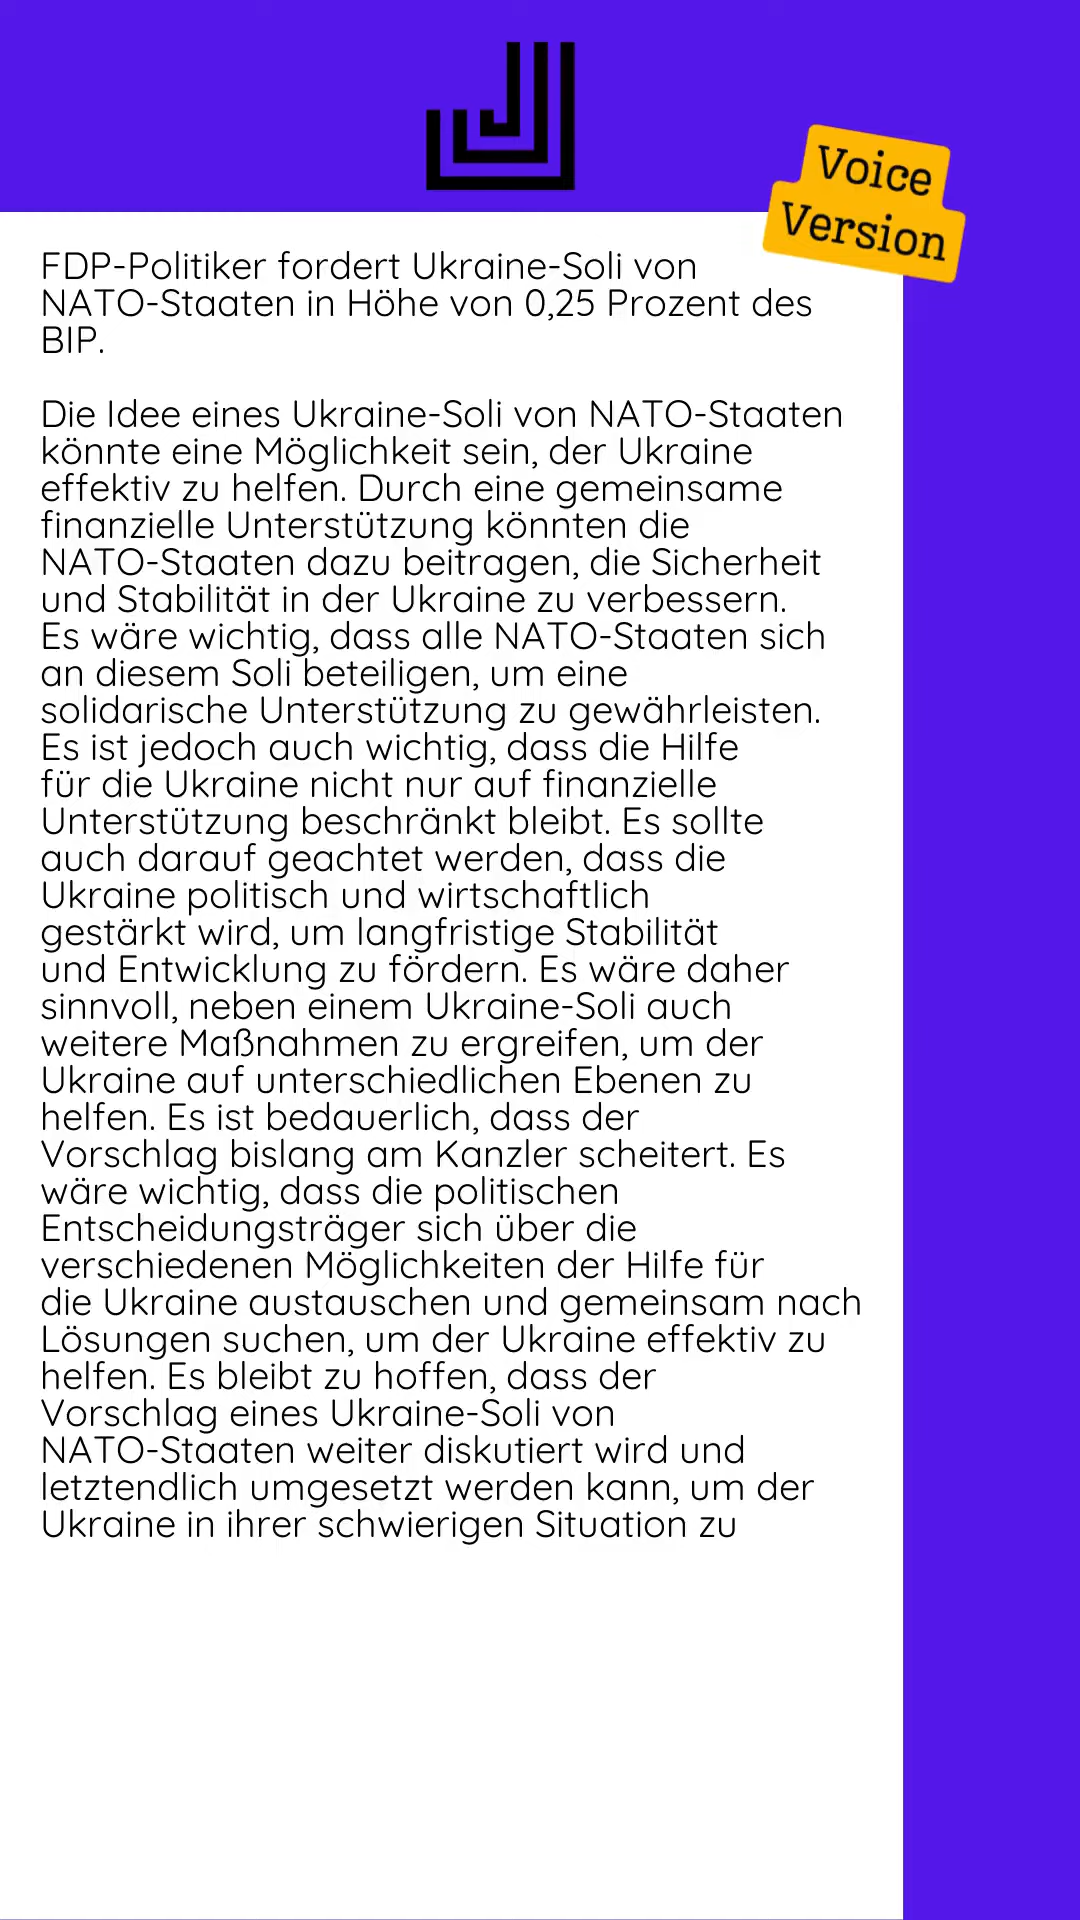 Voice
Version
FDP-Politiker fordert Ukraine-Soli von
NATO-Staaten in Höhe von 0,25 Prozent des
BIP.
Die Idee eines Ukraine-Soli von NATO-Staaten
könnte eine Möglichkeit sein, der Ukraine
effektiv zu helfen. Durch eine gemeinsame
finanzielle Unterstützung könnten die
NATO-Staaten dazu beitragen, die Sicherheit
und Stabilität in der Ukraine zu verbessern.
Es wäre wichtig, dass alle NATO-Staaten sich
an diesem Soli beteiligen, um eine
solidarische Unterstützung zu gewährleisten.
Es ist jedoch auch wichtig, dass die Hilfe
für die Ukraine nicht nur auf finanzielle
Unterstützung beschränkt bleibt. Es sollte
auch darauf geachtet werden, dass die
Ukraine politisch und wirtschaftlich
gestärkt wird, um langfristige Stabilität
und Entwicklung zu fördern. Es wäre daher
sinnvoll, neben einem Ukraine-Soli auch
weitere Maßnahmen zu ergreifen, um der
Ukraine auf unterschiedlichen Ebenen zu
helfen. Es ist bedauerlich, dass der
Vorschlag bislang am Kanzler scheitert. Es
wäre wichtig, dass die politischen
Entscheidungsträger sich über die
verschiedenen Möglichkeiten der Hilfe für
die Ukraine austauschen und gemeinsam nach
Lösungen suchen, um der Ukraine effektiv zu
helfen. Es bleibt zu hoffen, dass der
Vorschlag eines Ukraine-Soli von
NATO-Staaten weiter diskutiert wird und
letztendlich umgesetzt werden kann, um der
Ukraine in ihrer schwierigen Situation zu